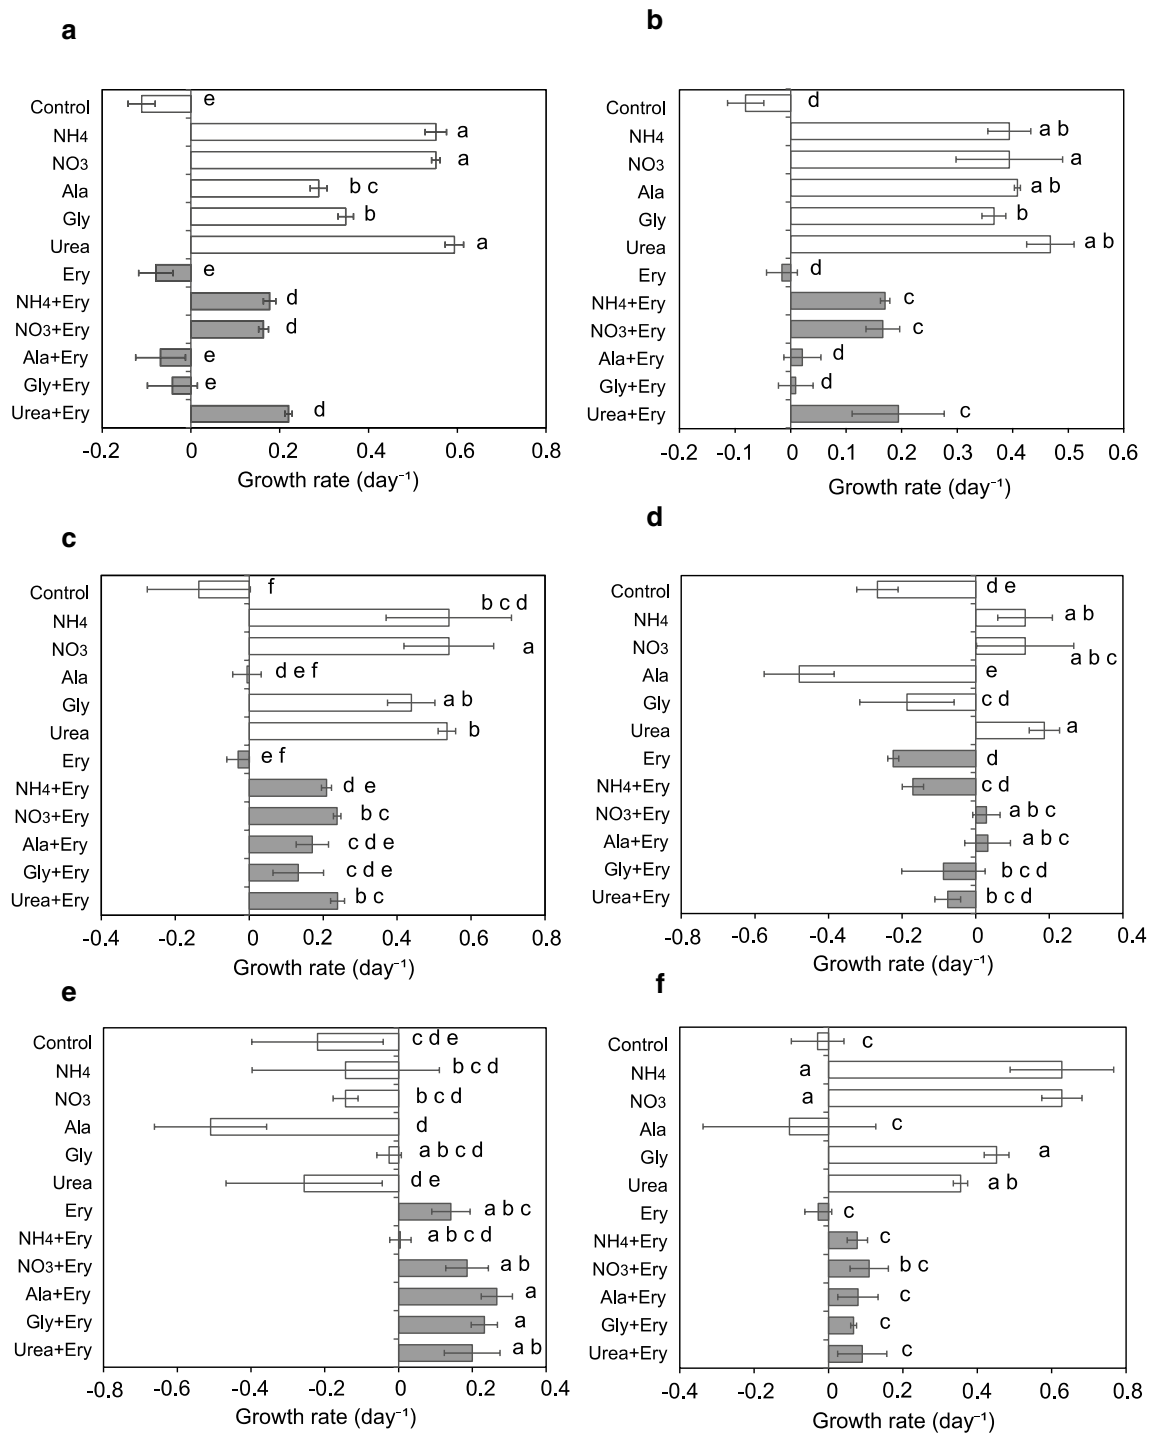 a
Control e
NH4 a
NO3 a
Ala b c
Gly b
Urea a
Ery e
NH4+Ery d
NO3+Ery d
Ala+Ery e
Gly+Ery e
Urea+Ery d
-0.2 0 0.2 0.4 0.6 0.8
Growth rate (day⁻¹)
b
Control d
NH4 a b
NO3 a
Ala a b
Gly b
Urea a b
Ery d
NH4+Ery c
NO3+Ery c
Ala+Ery d
Gly+Ery d
Urea+Ery c
-0.2 -0.1 0 0.1 0.2 0.3 0.4 0.5 0.6
Growth rate (day⁻¹)
c
Control f
NH4 b c d
NO3 a
Ala d e f
Gly a b
Urea b
Ery e f
NH4+Ery d e
NO3+Ery b c
Ala+Ery c d e
Gly+Ery c d e
Urea+Ery b c
-0.4 -0.2 0 0.2 0.4 0.6 0.8
Growth rate (day⁻¹)
d
Control d e
NH4 a b
NO3 a b c
Ala e
Gly c d
Urea a
Ery d
NH4+Ery c d
NO3+Ery a b c
Ala+Ery a b c
Gly+Ery b c d
Urea+Ery b c d
-0.8 -0.6 -0.4 -0.2 0 0.2 0.4
Growth rate (day⁻¹)
e
Control c d e
NH4 b c d
NO3 b c d
Ala d
Gly a b c d
Urea d e
Ery a b c
NH4+Ery a b c d
NO3+Ery a b
Ala+Ery a
Gly+Ery a
Urea+Ery a b
-0.8 -0.6 -0.4 -0.2 0 0.2 0.4
Growth rate (day⁻¹)
f
Control c
NH4 a
NO3 a
Ala c
Gly a
Urea a b
Ery c
NH4+Ery c
NO3+Ery b c
Ala+Ery c
Gly+Ery c
Urea+Ery c
-0.4 -0.2 0 0.2 0.4 0.6 0.8
Growth rate (day⁻¹)